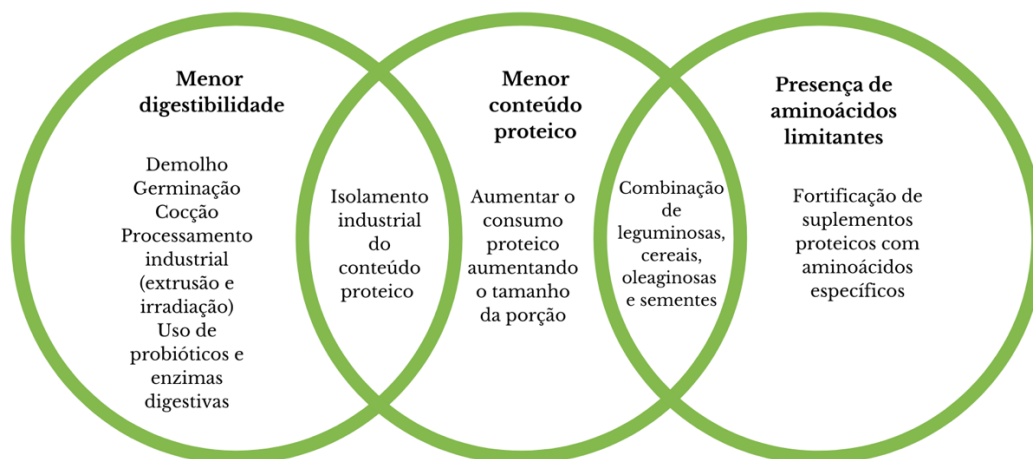 Menor
digestibilidade
Demolho
Germinação
Cocção
Processamento
industrial
(extrusão e
irradiação)
Uso de
probióticos e
enzimas
digestivas
Isolamento
industrial
do
conteúdo
proteico
Menor
conteúdo
proteico
Aumentar o
consumo
proteico
aumentando
o tamanho
da porção
Combinação
de
leguminosas,
cereais,
oleaginosas
e sementes
Presença de
aminoácidos
limitantes
Fortificação de
suplementos
proteicos com
aminoácidos
específicos